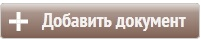 + Добавить документ